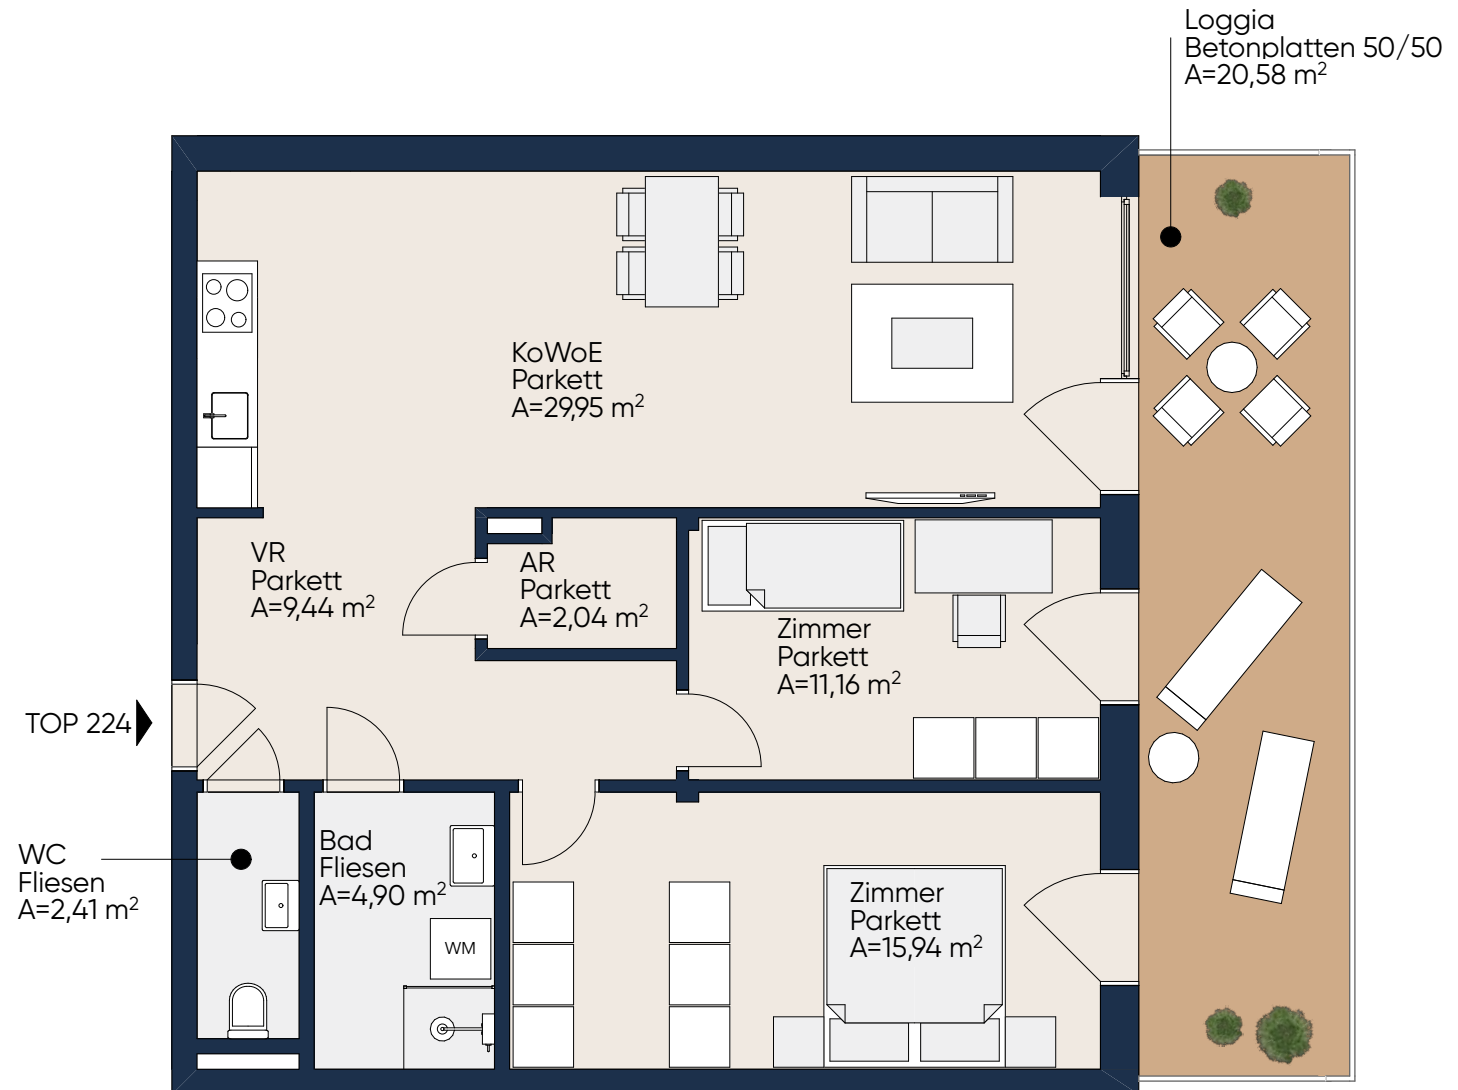 Loggia
Betonplatten 50/50
A=20,58 m²
KoWoE
Parkett
A=29,95 m²
VR
Parkett
A=9,44 m²
AR
Parkett
A=2,04 m²
Zimmer
Parkett
A=11,16 m²
TOP 224
WC
Fliesen
A=2,41 m²
Bad
Fliesen
A=4,90 m²
WM
Zimmer
Parkett
A=15,94 m²